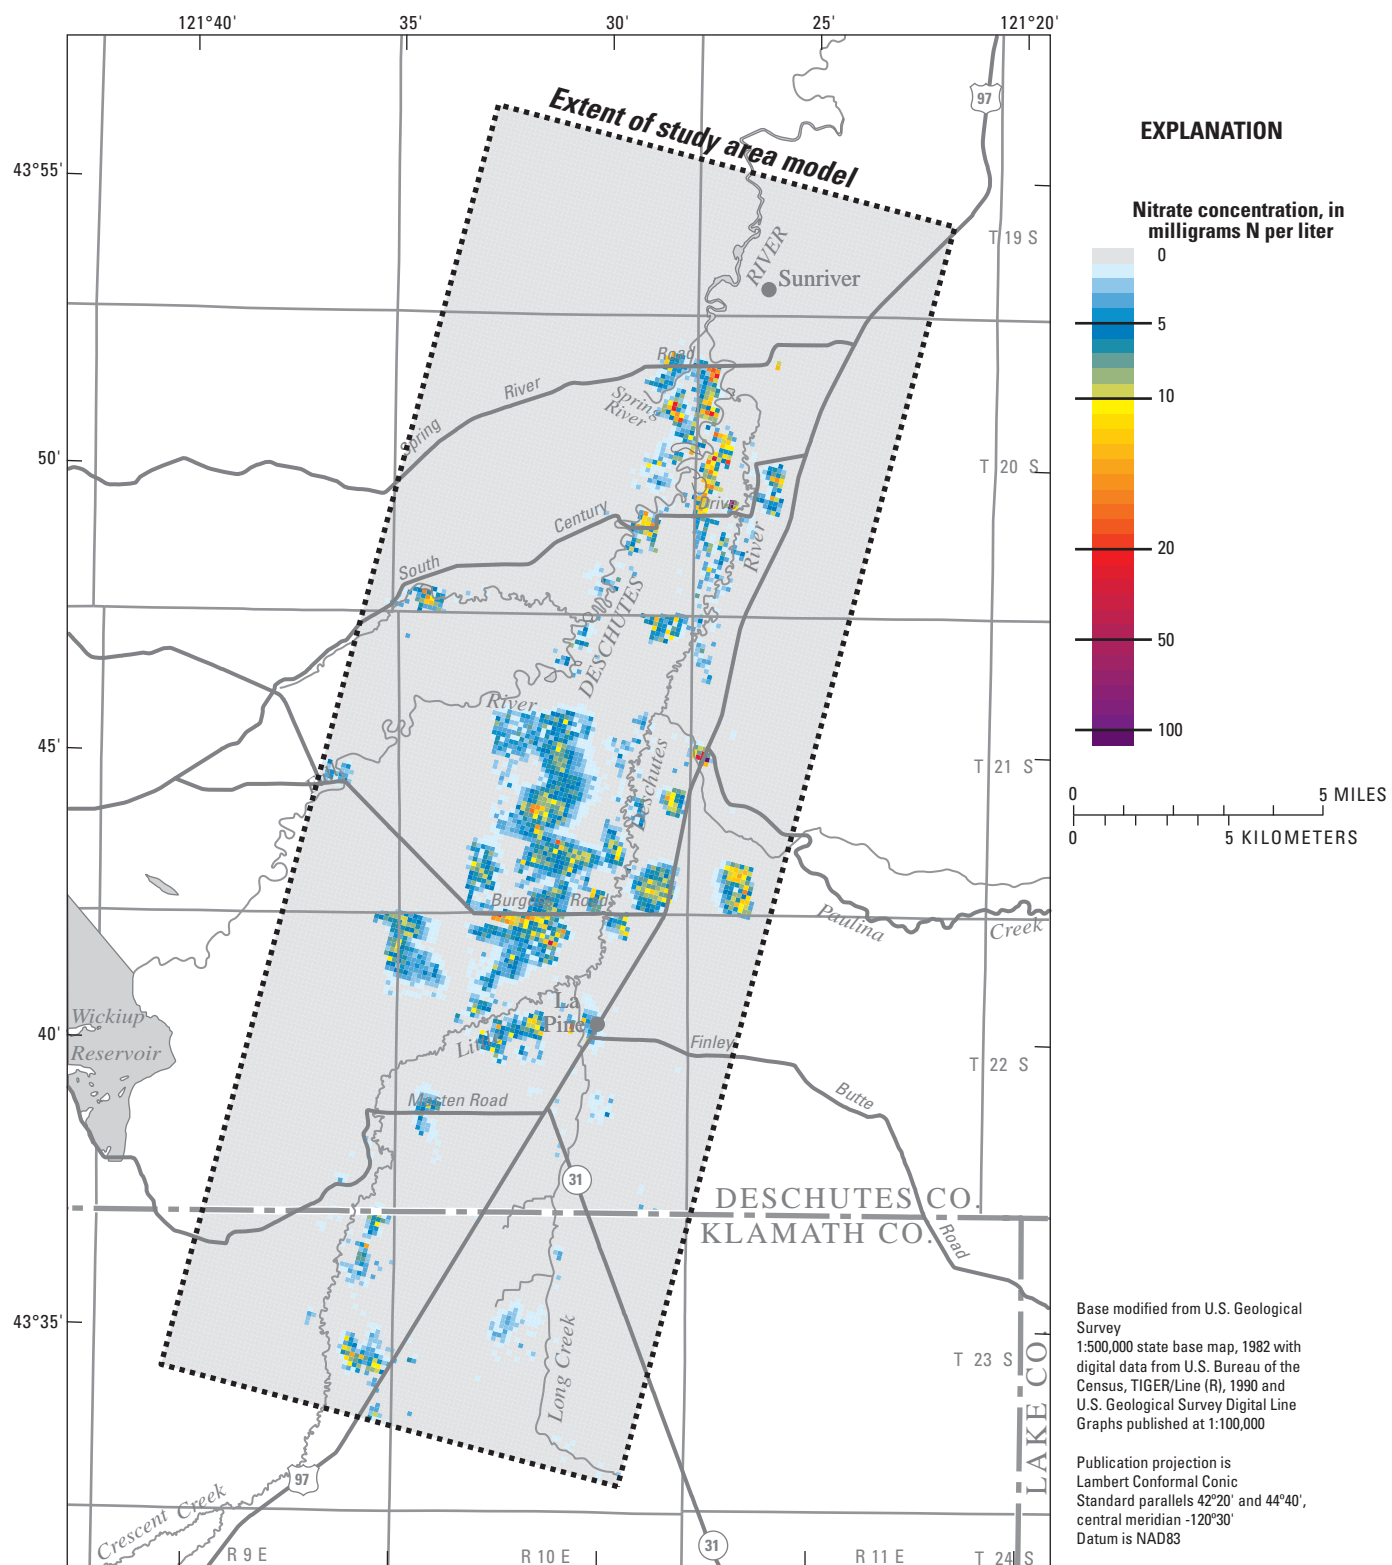 121°40'
35'
30'
25'
121°20'
97
Extent of study area model
EXPLANATION
43°55'
Nitrate concentration, in
milligrams N per liter
T 19 S
RIVER
Sunriver
0
5
10
20
50
100
Road
River
Spring
Spring
River
50'
T 20 S
Drive
Century
River
South
DESCHUTES
River
45'
Deschutes
T 21 S
0
5 MILES
0
5 KILOMETERS
Burgess Road
Paulina
Creek
La
Pine
Wickiup
Reservoir
40'
Finley
T 22 S
Butte
Masten Road
31
DESCHUTES CO.
KLAMATH CO.
Road
43°35'
T 23 S
Long Creek
LAKE CO.
Base modified from U.S. Geological
Survey
1:500,000 state base map, 1982 with
digital data from U.S. Bureau of the
Census, TIGER/Line (R), 1990 and
U.S. Geological Survey Digital Line
Graphs published at 1:100,000
Publication projection is
Lambert Conformal Conic
Standard parallels 42º20' and 44º40',
central meridian -120º30'
Datum is NAD83
97
Crescent Creek
31
R 9 E
R 10 E
R 11 E
T 24 S